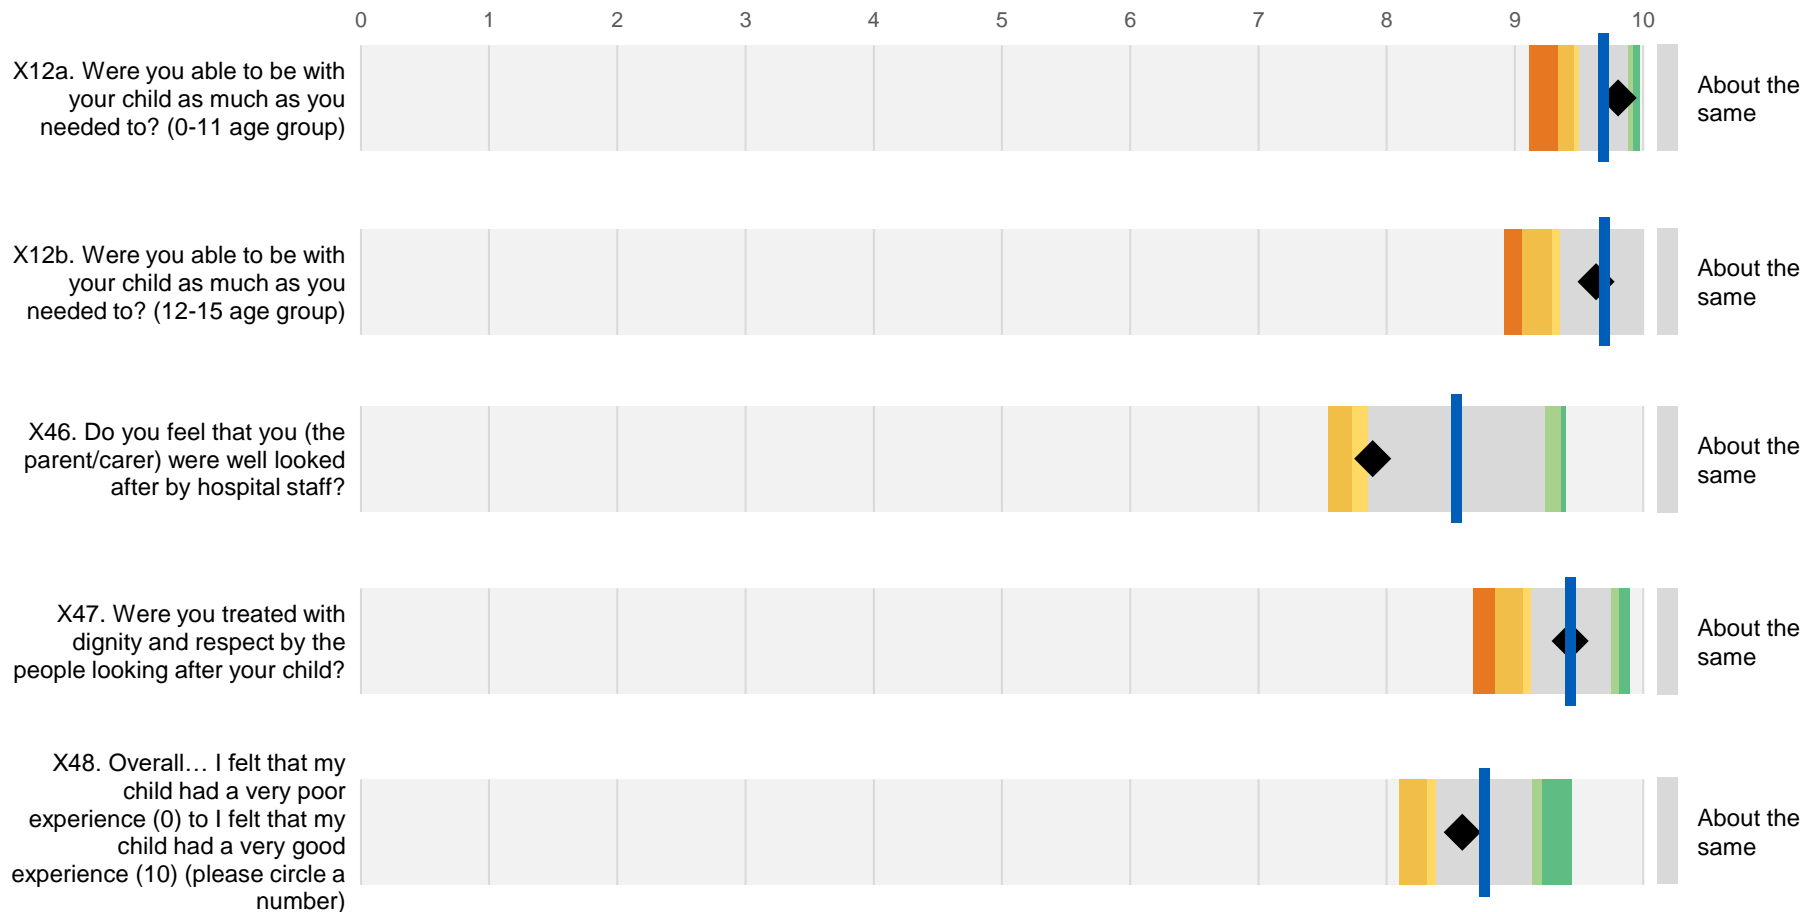 0 1 2 3 4 5 6 7 8 9 10
X12a. Were you able to be with
your child as much as you
needed to? (0-11 age group)
About the
same
X12b. Were you able to be with
your child as much as you
needed to? (12-15 age group)
About the
same
X46. Do you feel that you (the
parent/carer) were well looked
after by hospital staff?
About the
same
X47. Were you treated with
dignity and respect by the
people looking after your child?
About the
same
X48. Overall… I felt that my
child had a very poor
experience (0) to I felt that my
child had a very good
experience (10) (please circle a
number)
About the
same